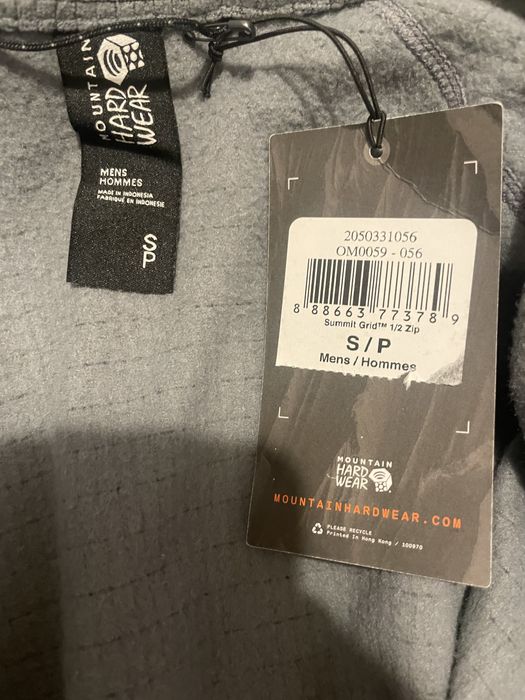 MOUNTAIN
HARD
WEAR
MENS
HOMMES
MADE IN INDONESIA
FABRIQUÉ EN INDONÉSIE
S
P
2050331056
OM0059 - 056
8 88663 77378 9
Summit Grid™ 1/2 Zip
S / P
Mens / Hommes
MOUNTAIN
HARD
WEAR
MOUNTAINHARDWEAR.COM
PLEASE RECYCLE
Printed in Hong Kong / 100970